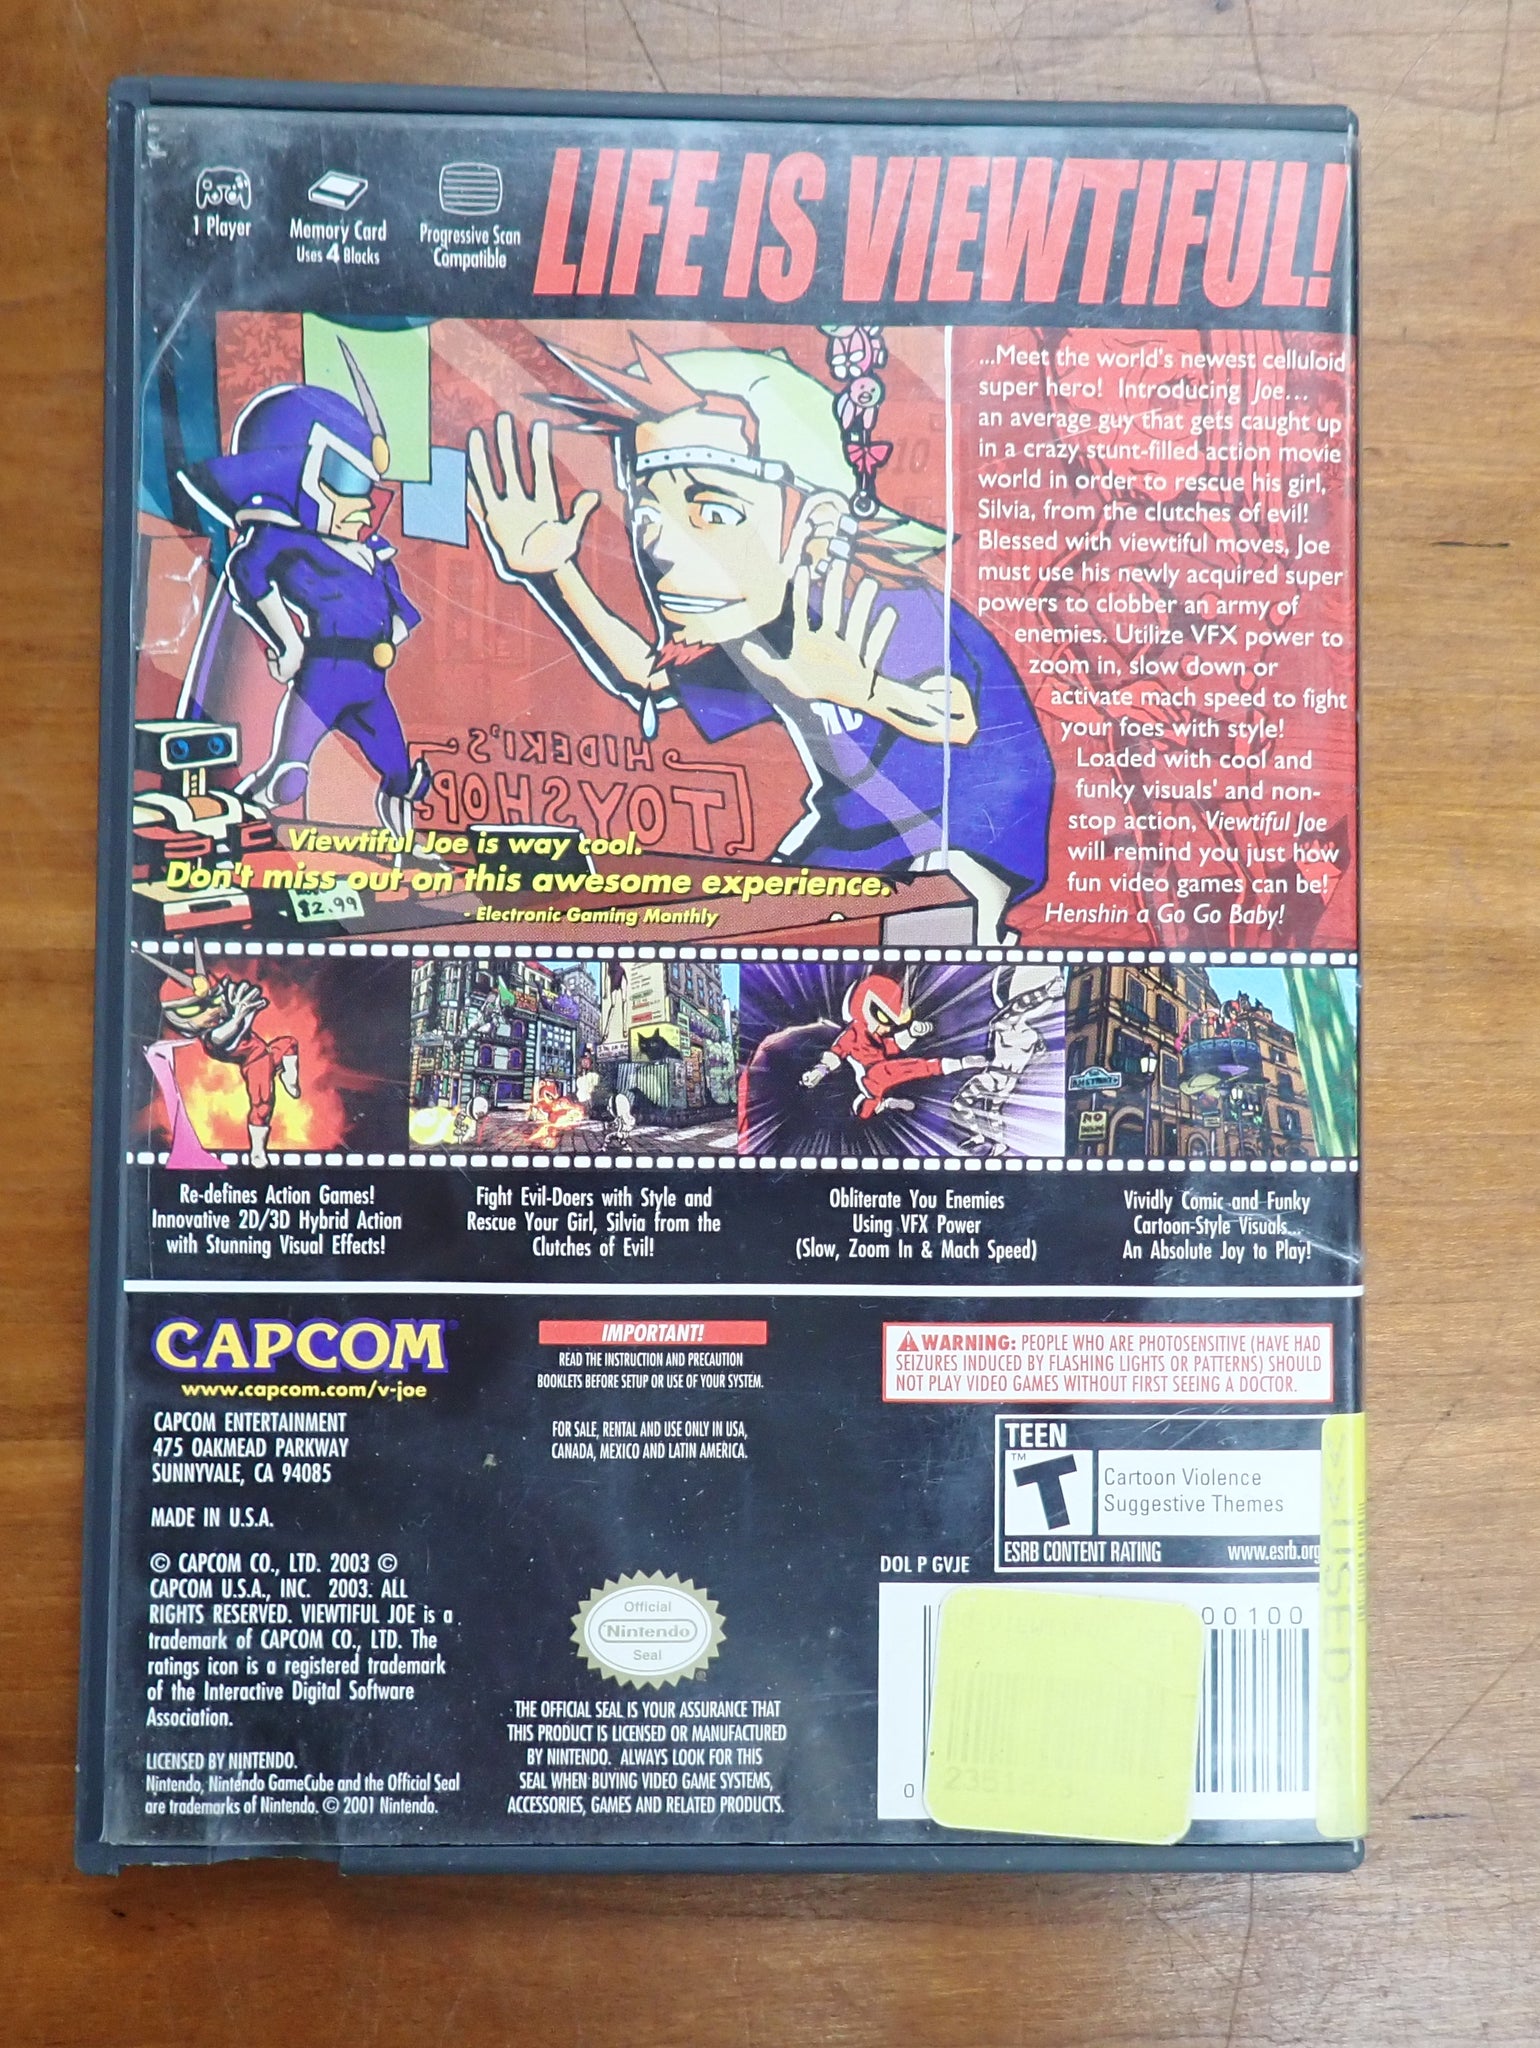 1 Player
Memory Card
Uses 4 Blocks
Progressive Scan
Compatible
LIFE IS VIEWTIFUL!
...Meet the world's newest celluloid
super hero! Introducing Joe...
an average guy that gets caught up
in a crazy stunt-filled action movie
world in order to rescue his girl,
Silvia, from the clutches of evil!
Blessed with viewtiful moves, Joe
must use his newly acquired super
powers to clobber an army of
enemies. Utilize VFX power to
zoom in, slow down or
activate mach speed to fight
your foes with style!
Loaded with cool and
funky visuals' and non-
stop action, Viewtiful Joe
will remind you just how
fun video games can be!
Henshin a Go Go Baby!
HIDEKI'S
TOYSHOP
Viewtiful Joe is way cool.
Don't miss out on this awesome experience.
- Electronic Gaming Monthly
$2.99
NO
Re-defines Action Games!
Innovative 2D/3D Hybrid Action
with Stunning Visual Effects!
Fight Evil-Doers with Style and
Rescue Your Girl, Silvia from the
Clutches of Evil!
Obliterate You Enemies
Using VFX Power
(Slow, Zoom In & Mach Speed)
Vividly Comic and Funky
Cartoon-Style Visuals...
An Absolute Joy to Play!
CAPCOM
www.capcom.com/v-joe
CAPCOM ENTERTAINMENT
475 OAKMEAD PARKWAY
SUNNYVALE, CA 94085
MADE IN U.S.A.
© CAPCOM CO., LTD. 2003 ©
CAPCOM U.S.A., INC. 2003. ALL
RIGHTS RESERVED. VIEWTIFUL JOE is a
trademark of CAPCOM CO., LTD. The
ratings icon is a registered trademark
of the Interactive Digital Software
Association.
LICENSED BY NINTENDO.
Nintendo, Nintendo GameCube and the Official Seal
are trademarks of Nintendo. © 2001 Nintendo.
IMPORTANT!
READ THE INSTRUCTION AND PRECAUTION
BOOKLETS BEFORE SETUP OR USE OF YOUR SYSTEM.
FOR SALE, RENTAL AND USE ONLY IN USA,
CANADA, MEXICO AND LATIN AMERICA.
Official
Nintendo
Seal
THE OFFICIAL SEAL IS YOUR ASSURANCE THAT
THIS PRODUCT IS LICENSED OR MANUFACTURED
BY NINTENDO. ALWAYS LOOK FOR THIS
SEAL WHEN BUYING VIDEO GAME SYSTEMS,
ACCESSORIES, GAMES AND RELATED PRODUCTS.
WARNING: PEOPLE WHO ARE PHOTOSENSITIVE (HAVE HAD
SEIZURES INDUCED BY FLASHING LIGHTS OR PATTERNS) SHOULD
NOT PLAY VIDEO GAMES WITHOUT FIRST SEEING A DOCTOR.
TEEN
T™
Cartoon Violence
Suggestive Themes
ESRB CONTENT RATING
www.esrb.org
DOL P GVJE
00100
0
USED